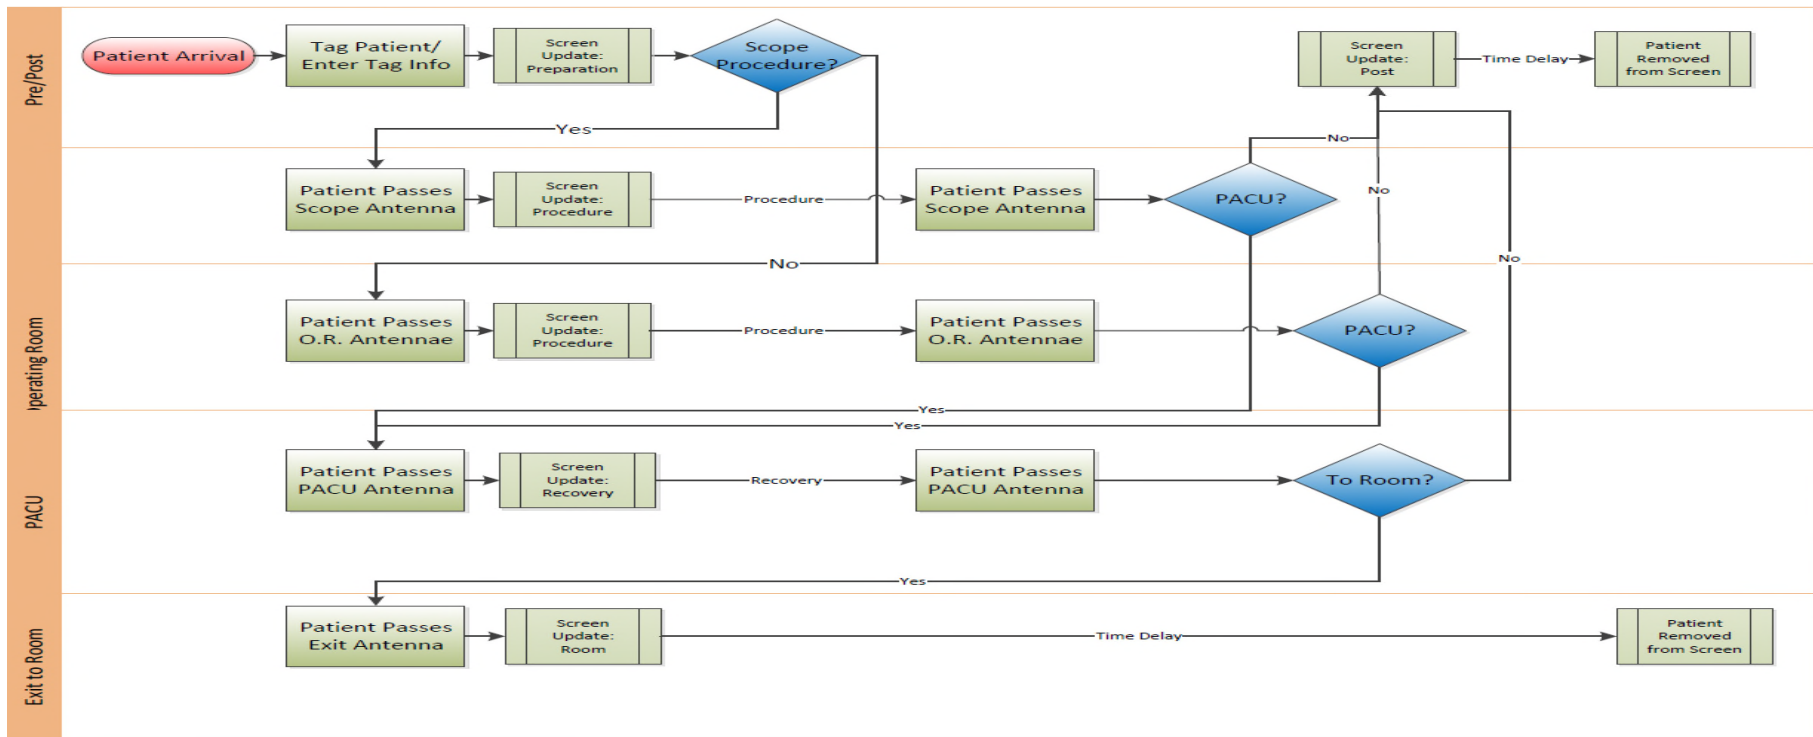 Pre/Post
Patient Arrival
Tag Patient/
Enter Tag Info
Screen
Update:
Preparation
Scope
Procedure?
Screen
Update:
Post
Time Delay
Patient
Removed
from Screen
Yes
No
No
Patient Passes
Scope Antenna
Screen
Update:
Procedure
Procedure
Patient Passes
Scope Antenna
PACU?
No
No
perating Room
Patient Passes
O.R. Antennae
Screen
Update:
Procedure
Procedure
Patient Passes
O.R. Antennae
PACU?
Yes
Yes
PACU
Patient Passes
PACU Antenna
Screen
Update:
Recovery
Recovery
Patient Passes
PACU Antenna
To Room?
Yes
Exit to Room
Patient Passes
Exit Antenna
Screen
Update:
Room
Time Delay
Patient
Removed
from Screen